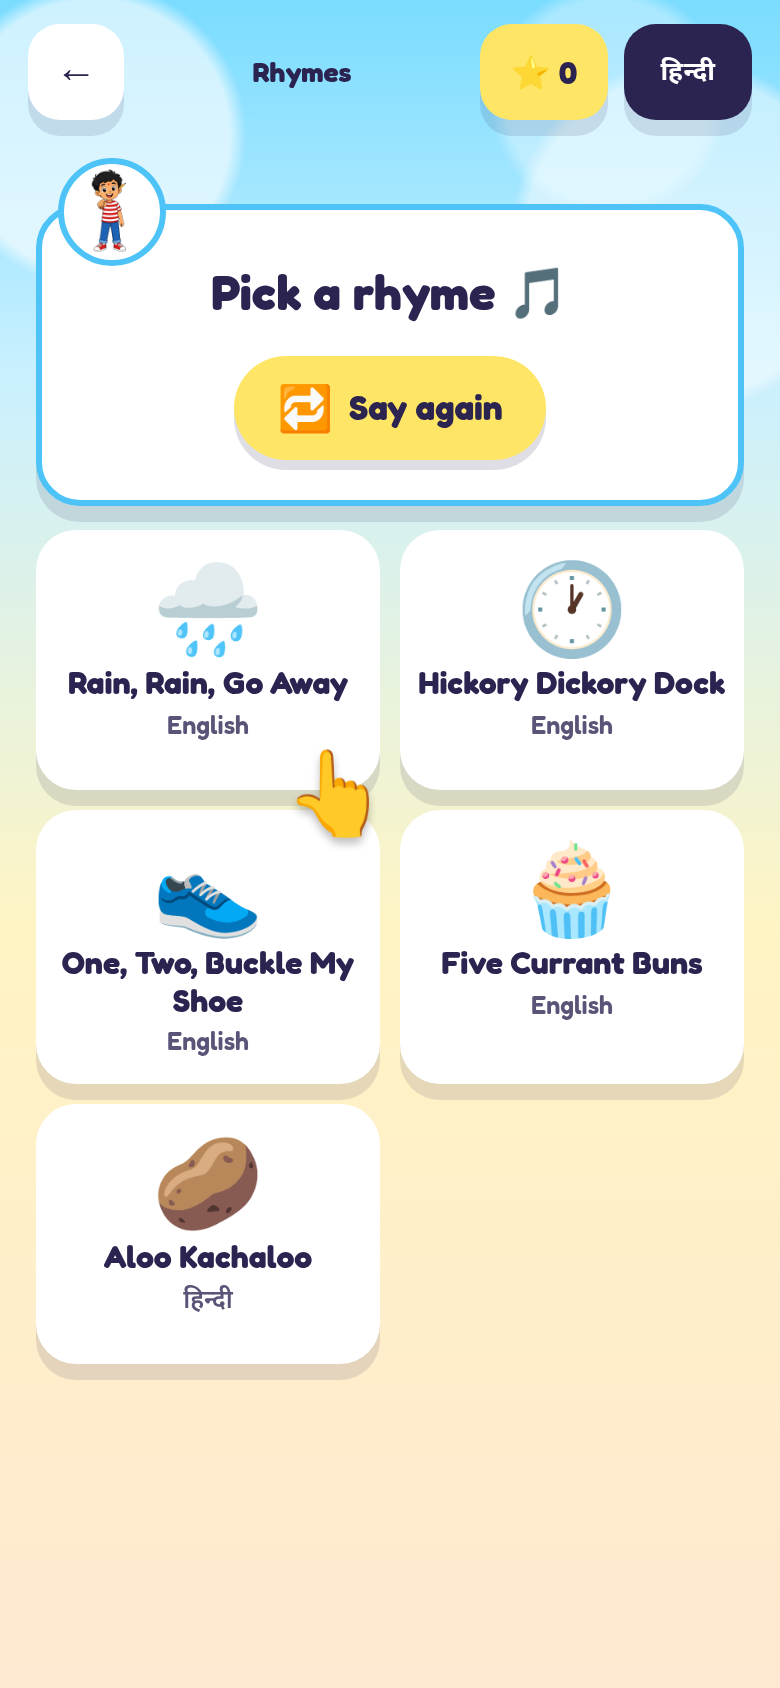 ←
Rhymes
⭐ 0
हिन्दी
Pick a rhyme 🎵
🔁 Say again
Rain, Rain, Go Away
English
Hickory Dickory Dock
English
One, Two, Buckle My
Shoe
English
Five Currant Buns
English
Aloo Kachaloo
हिन्दी